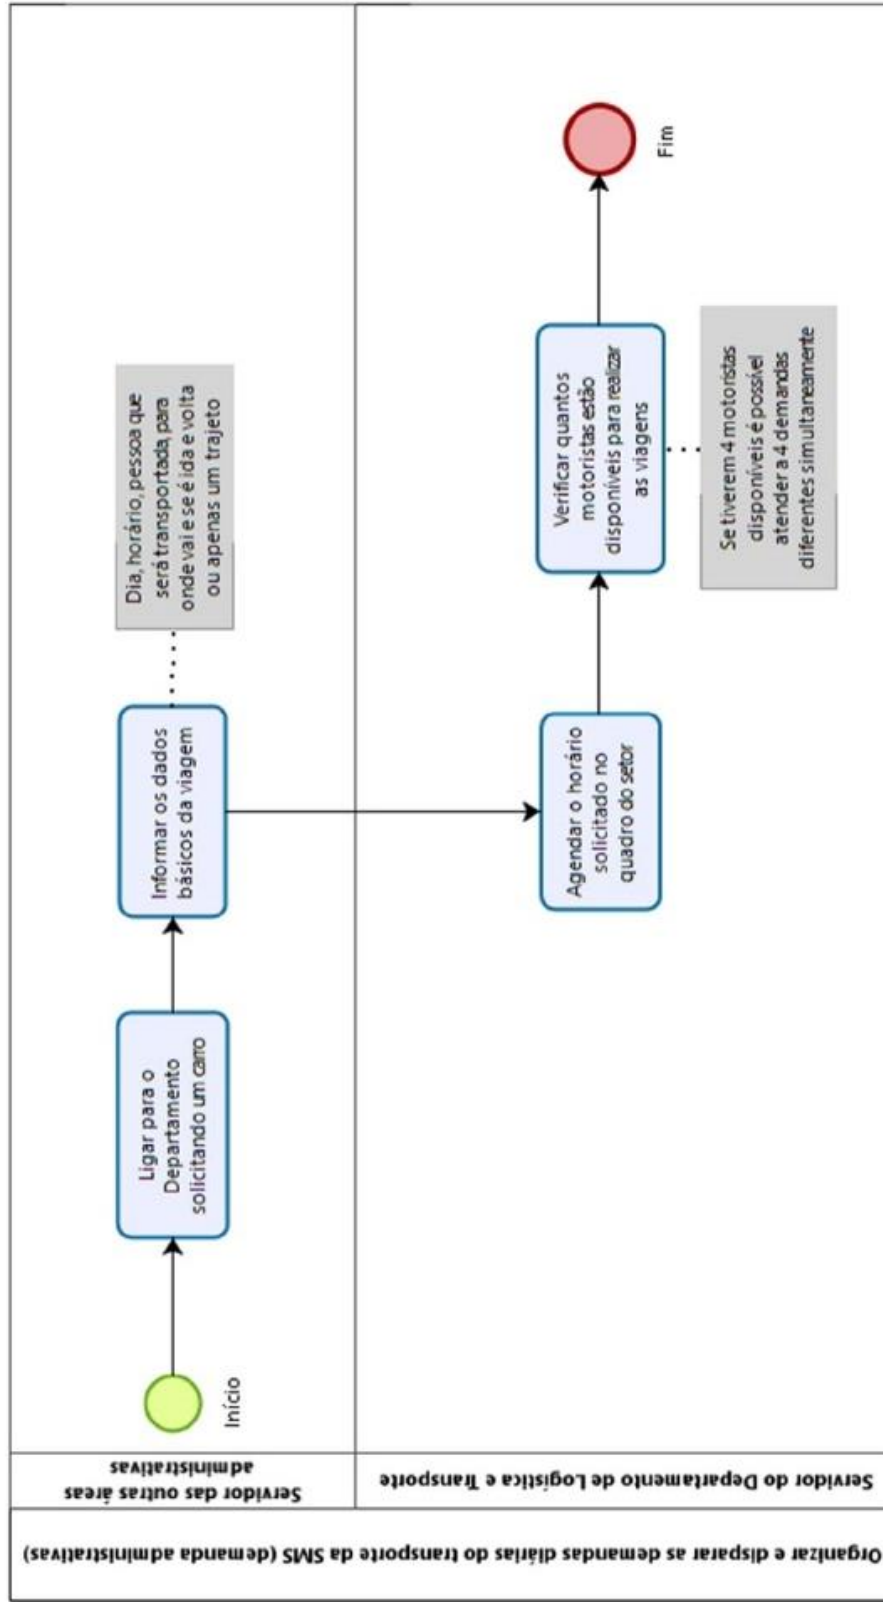 Organizar e disparar as demandas diárias do transporte da SMS (demanda administrativas)
Servidor das outras áreas
administrativas
Início
Ligar para o
Departamento
solicitando um carro
Informar os dados
básicos da viagem
Dia, horário, pessoa que
será transportada, para
onde vai e se é ida e volta
ou apenas um trajeto
Servidor do Departamento de Logística e Transporte
Agendar o horário
solicitado no
quadro do setor
Verificar quantos
motoristas estão
disponíveis para realizar
as viagens
Se tiverem 4 motoristas
disponíveis é possível
atender a 4 demandas
diferentes simultaneamente
Fim